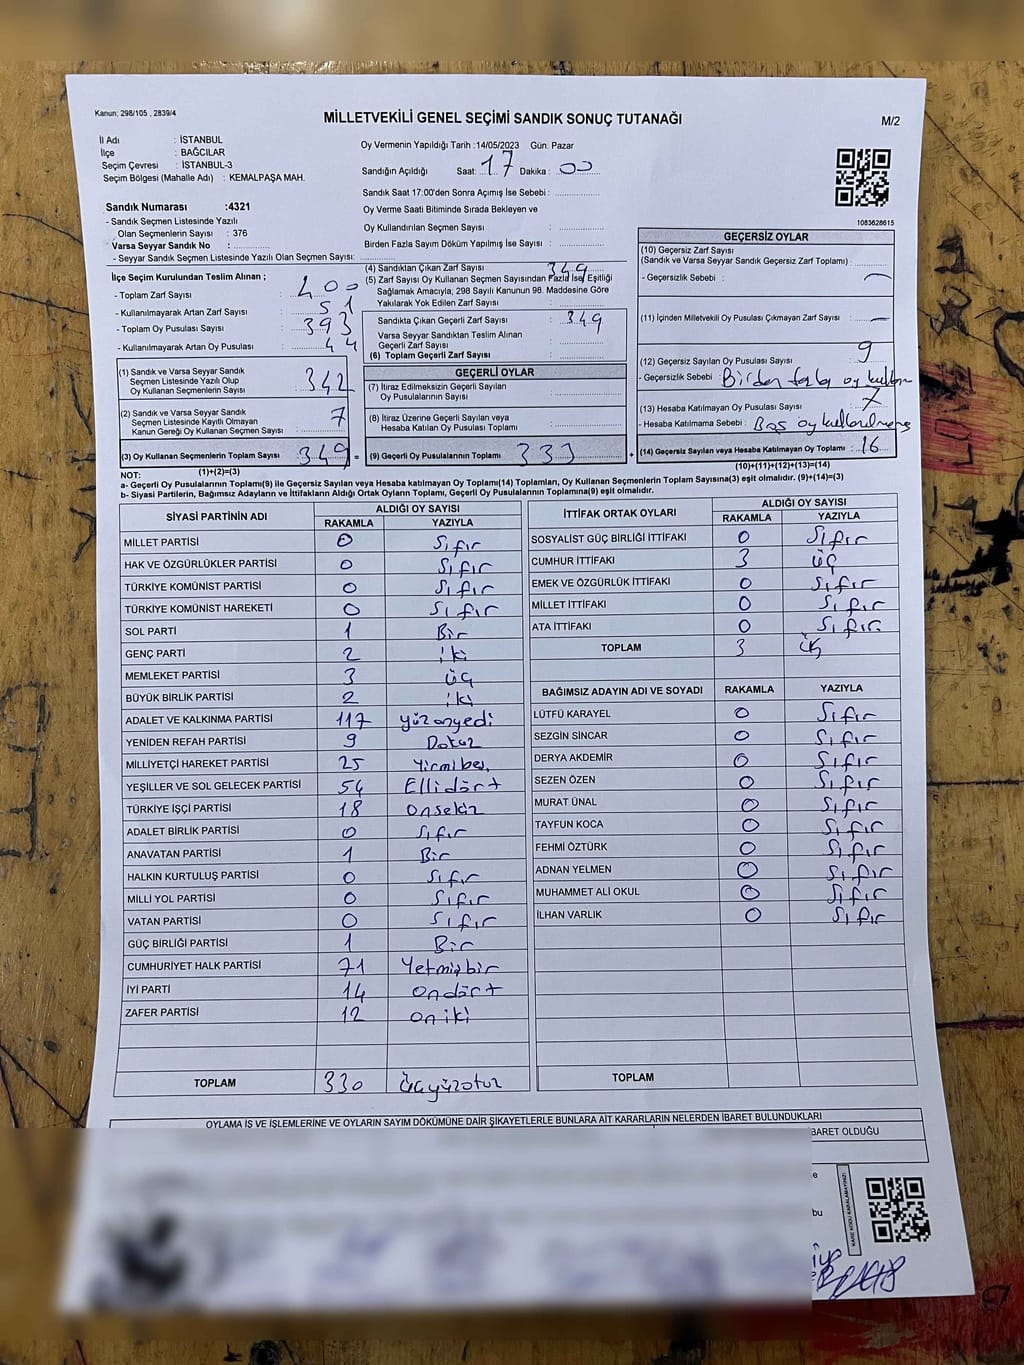 Kanun; 298/105 , 2839/4
MİLLETVEKİLİ GENEL SEÇİMİ SANDIK SONUÇ TUTANAĞI
M/2
İl Adı : İSTANBUL
İlçe : BAĞCILAR
Seçim Çevresi : İSTANBUL-3
Seçim Bölgesi (Mahalle Adı) : KEMALPAŞA MAH.
Sandık Numarası :4321
- Sandık Seçmen Listesinde Yazılı
Olan Seçmenlerin Sayısı : 376
Varsa Seyyar Sandık No :
- Seyyar Sandık Seçmen Listesinde Yazılı Olan Seçmen Sayısı:
Oy Vermenin Yapıldığı Tarih :14/05/2023 Gün: Pazar
Sandığın Açıldığı Saat: 17 Dakika : 00
Sandık Saat 17:00'den Sonra Açımış İse Sebebi :
Oy Verme Saati Bitiminde Sırada Bekleyen ve
Oy Kullandırılan Seçmen Sayısı :
Birden Fazla Sayım Döküm Yapılmış İse Sayısı :
1083628615
İlçe Seçim Kurulundan Teslim Alınan ;
- Toplam Zarf Sayısı : 400
- Kullanılmayarak Artan Zarf Sayısı : 51
- Toplam Oy Pusulası Sayısı : 393
- Kullanılmayarak Artan Oy Pusulası : 44
(1) Sandık ve Varsa Seyyar Sandık
Seçmen Listesinde Yazılı Olup
Oy Kullanan Seçmenlerin Sayısı : 342
(2) Sandık ve Varsa Seyyar Sandık
Seçmen Listesinde Kayıtlı Olmayan
Kanun Gereği Oy Kullanan Seçmen Sayısı : 7
(3) Oy Kullanan Seçmenlerin Toplam Sayısı : 349 =
(4) Sandıktan Çıkan Zarf Sayısı : 349
(5) Zarf Sayısı Oy Kullanan Seçmen Sayısından Fazla İse, Eşitliği
Sağlamak Amacıyla, 298 Sayılı Kanunun 98. Maddesine Göre
Yakılarak Yok Edilen Zarf Sayısı :
Sandıkta Çıkan Geçerli Zarf Sayısı : 349
Varsa Seyyar Sandıktan Teslim Alınan
Geçerli Zarf Sayısı :
(6) Toplam Geçerli Zarf Sayısı :
GEÇERLİ OYLAR
(7) İtiraz Edilmeksizin Geçerli Sayılan
Oy Pusulalarının Sayısı :
(8) İtiraz Üzerine Geçerli Sayılan veya
Hesaba Katılan Oy Pusulası Toplamı :
(9) Geçerli Oy Pusulalarının Toplamı : 333 +
GEÇERSİZ OYLAR
(10) Geçersiz Zarf Sayısı
(Sandık ve Varsa Seyyar Sandık Geçersiz Zarf Toplamı) :
- Geçersizlik Sebebi : —
(11) İçinden Milletvekili Oy Pusulası Çıkmayan Zarf Sayısı : —
(12) Geçersiz Sayılan Oy Pusulası Sayısı : 9
- Geçersizlik Sebebi : Birden fazla oy kullanma
(13) Hesaba Katılmayan Oy Pusulası Sayısı : 7
- Hesaba Katılmama Sebebi : Boş oy kullanılmamış
(14) Geçersiz Sayılan veya Hesaba Katılmayan Oy Toplamı : 16
NOT: (1)+(2)=(3)
(10)+(11)+(12)+(13)=(14)
a- Geçerli Oy Pusulalarının Toplamı(9) ile Geçersiz Sayılan veya Hesaba katılmayan Oy Toplamı(14) Toplamları, Oy Kullanan Seçmenlerin Toplam Sayısına(3) eşit olmalıdır. (9)+(14)=(3)
b- Siyasi Partilerin, Bağımsız Adayların ve İttifakların Aldığı Ortak Oyların Toplamı, Geçerli Oy Pusulalarının Toplamına(9) eşit olmalıdır.
SİYASİ PARTİNİN ADI ALDIĞI OY SAYISI
RAKAMLA YAZIYLA
MİLLET PARTİSİ 0 Sıfır
HAK VE ÖZGÜRLÜKLER PARTİSİ 0 Sıfır
TÜRKİYE KOMÜNİST PARTİSİ 0 Sıfır
TÜRKİYE KOMÜNİST HAREKETİ 0 Sıfır
SOL PARTİ 1 Bir
GENÇ PARTİ 2 iki
MEMLEKET PARTİSİ 3 üç
BÜYÜK BİRLİK PARTİSİ 2 iki
ADALET VE KALKINMA PARTİSİ 117 yüzonyedi
YENİDEN REFAH PARTİSİ 9 Dokuz
MİLLİYETÇİ HAREKET PARTİSİ 25 Yirmibeş
YEŞİLLER VE SOL GELECEK PARTİSİ 54 Ellidört
TÜRKİYE İŞÇİ PARTİSİ 18 onsekiz
ADALET BİRLİK PARTİSİ 0 Sıfır
ANAVATAN PARTİSİ 1 Bir
HALKIN KURTULUŞ PARTİSİ 0 Sıfır
MİLLİ YOL PARTİSİ 0 Sıfır
VATAN PARTİSİ 0 Sıfır
GÜÇ BİRLİĞİ PARTİSİ 1 Bir
CUMHURİYET HALK PARTİSİ 71 Yetmişbir
İYİ PARTİ 14 ondört
ZAFER PARTİSİ 12 oniki
TOPLAM 330 üçyüzotuz
İTTİFAK ORTAK OYLARI ALDIĞI OY SAYISI
RAKAMLA YAZIYLA
SOSYALİST GÜÇ BİRLİĞİ İTTİFAKI 0 Sıfır
CUMHUR İTTİFAKI 3 üç
EMEK VE ÖZGÜRLÜK İTTİFAKI 0 Sıfır
MİLLET İTTİFAKI 0 Sıfır
ATA İTTİFAKI 0 Sıfır
TOPLAM 3 üç
BAĞIMSIZ ADAYIN ADI VE SOYADI RAKAMLA YAZIYLA
LÜTFÜ KARAYEL 0 Sıfır
SEZGİN SİNCAR 0 Sıfır
DERYA AKDEMİR 0 Sıfır
SEZEN ÖZEN 0 Sıfır
MURAT ÜNAL 0 Sıfır
TAYFUN KOCA 0 Sıfır
FEHMİ ÖZTÜRK 0 Sıfır
ADNAN YELMEN 0 Sıfır
MUHAMMET ALİ OKUL 0 Sıfır
İLHAN VARLIK 0 Sıfır
TOPLAM
OYLAMA İŞ VE İŞLEMLERİNE VE OYLARIN SAYIM DÖKÜMÜNE DAİR ŞİKAYETLERLE BUNLARA AİT KARARLARIN NELERDEN İBARET BULUNDUKLARI
İBARET OLDUĞU
bu
KARE KODU KARALAMAYINIZ!